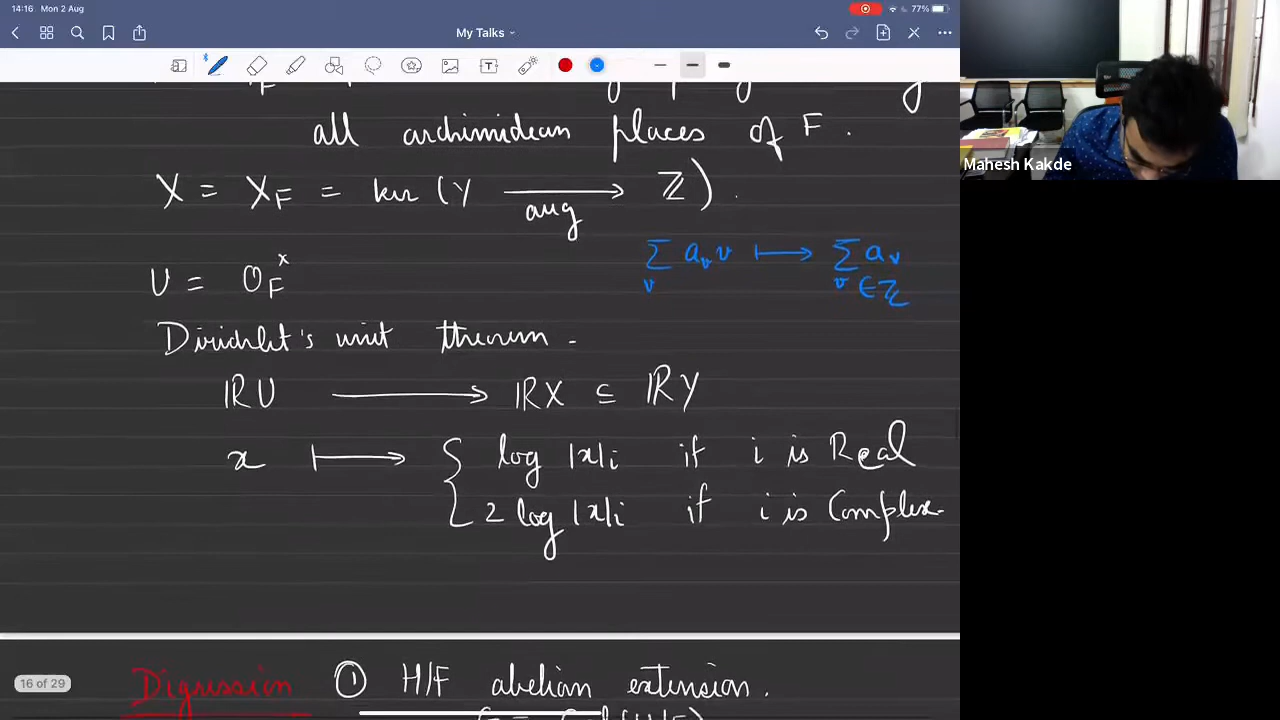 14:16 Mon 2 Aug
77%
My Talks
all archimidean places of F.
X = X_F = ker (Y ⟶ ℤ).
aug
∑ a_v v ⟼ ∑ a_v
v v ∈ ℤ
U = O_F^×
Dirichlet's unit theorem -
ℝU ⟶ ℝX ⊆ ℝY
x ⟼ { log |x|_i if i is Real
2 log |x|_i if i is Complex.
16 of 29
Digression ① H/F abelian extension.
Mahesh Kakde